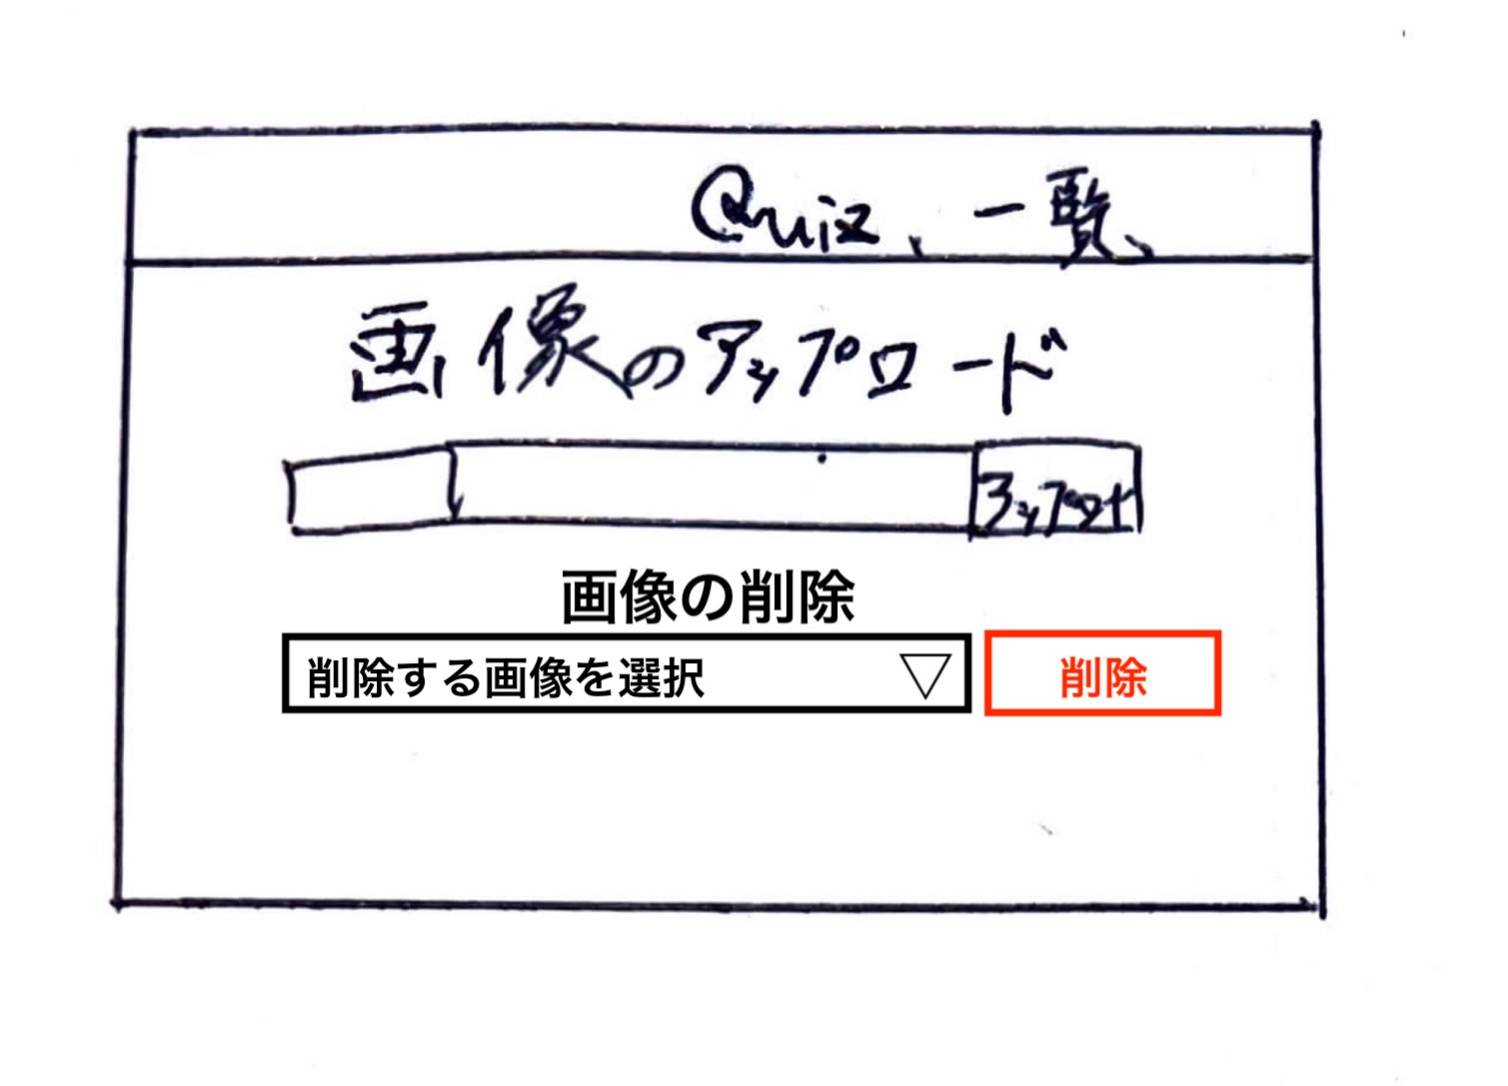 Quiz、一覧、
画像のアップロード
アップロード
画像の削除
削除する画像を選択 ▽ 削除